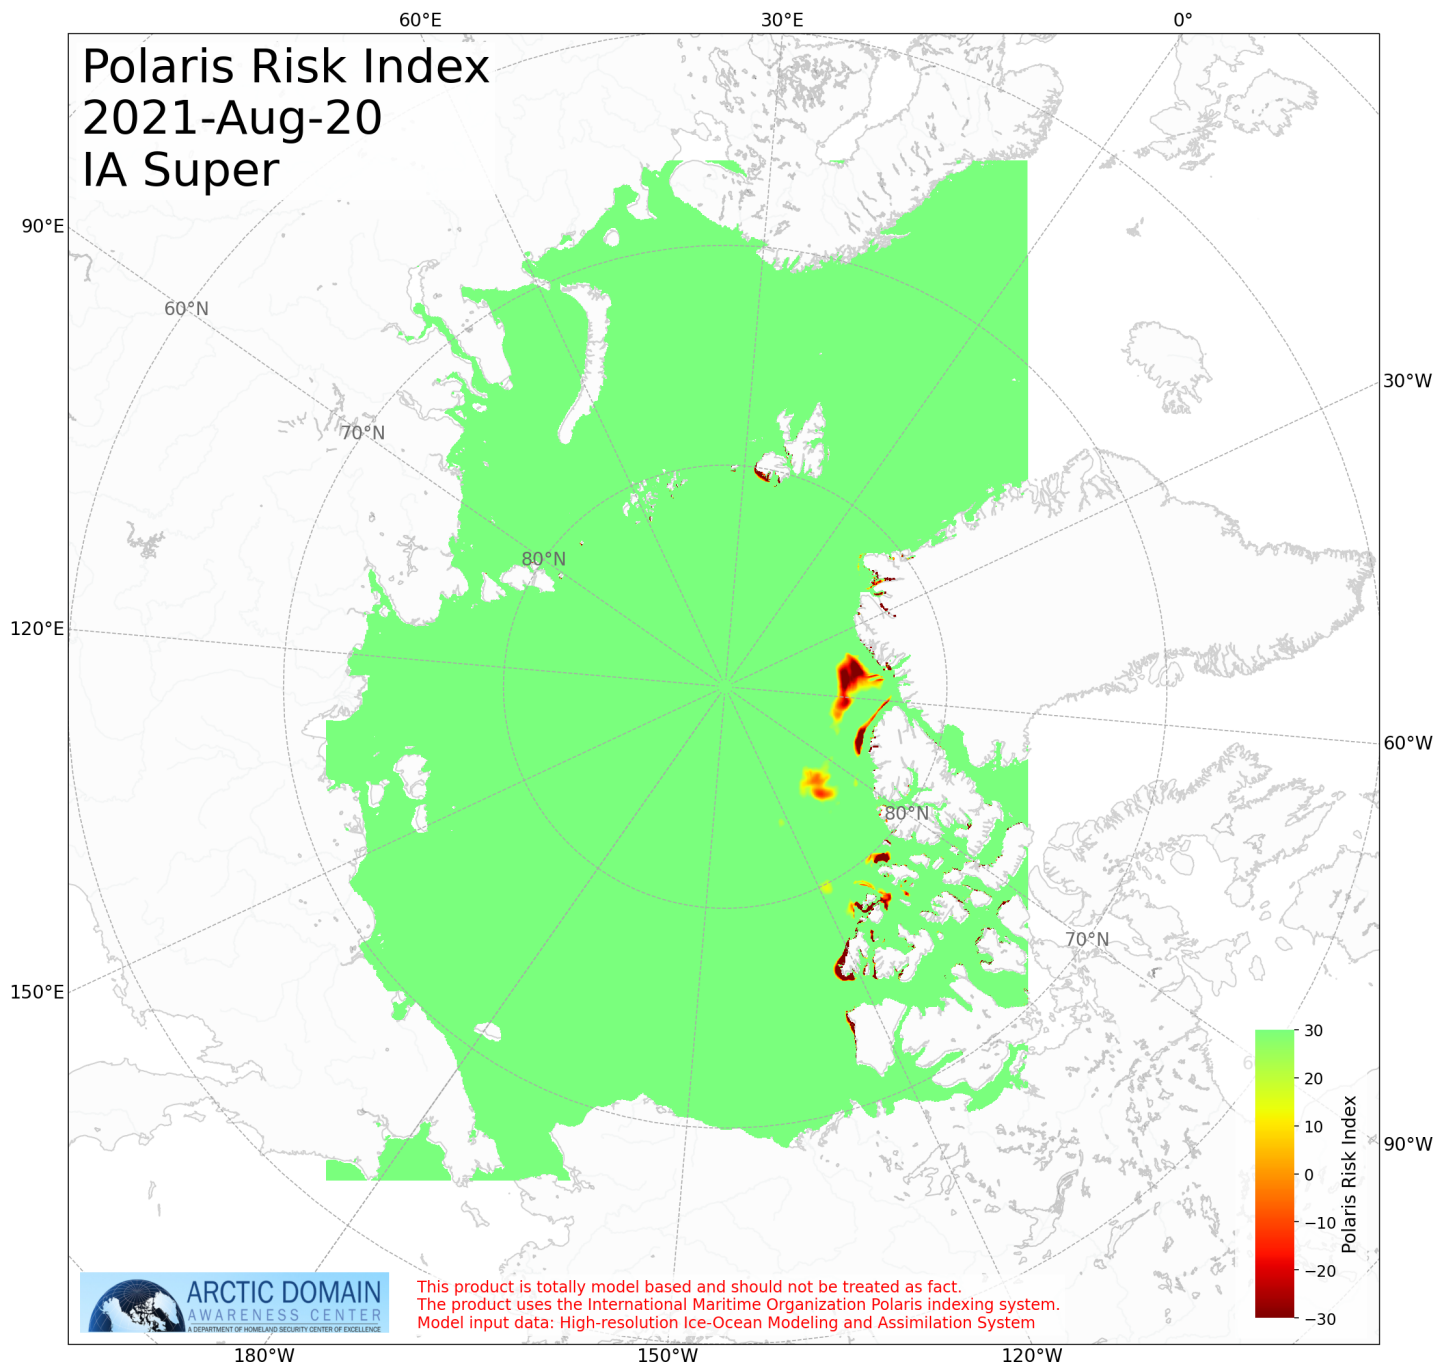 60°E
30°E
0°
Polaris Risk Index
2021-Aug-20
IA Super
90°E
60°N
30°W
70°N
80°N
120°E
60°W
80°N
70°N
150°E
30
20
10
0
−10
−20
−30
Polaris Risk Index
90°W
ARCTIC DOMAIN
AWARENESS CENTER
A DEPARTMENT OF HOMELAND SECURITY CENTER OF EXCELLENCE
This product is totally model based and should not be treated as fact.
The product uses the International Maritime Organization Polaris indexing system.
Model input data: High-resolution Ice-Ocean Modeling and Assimilation System
180°W
150°W
120°W